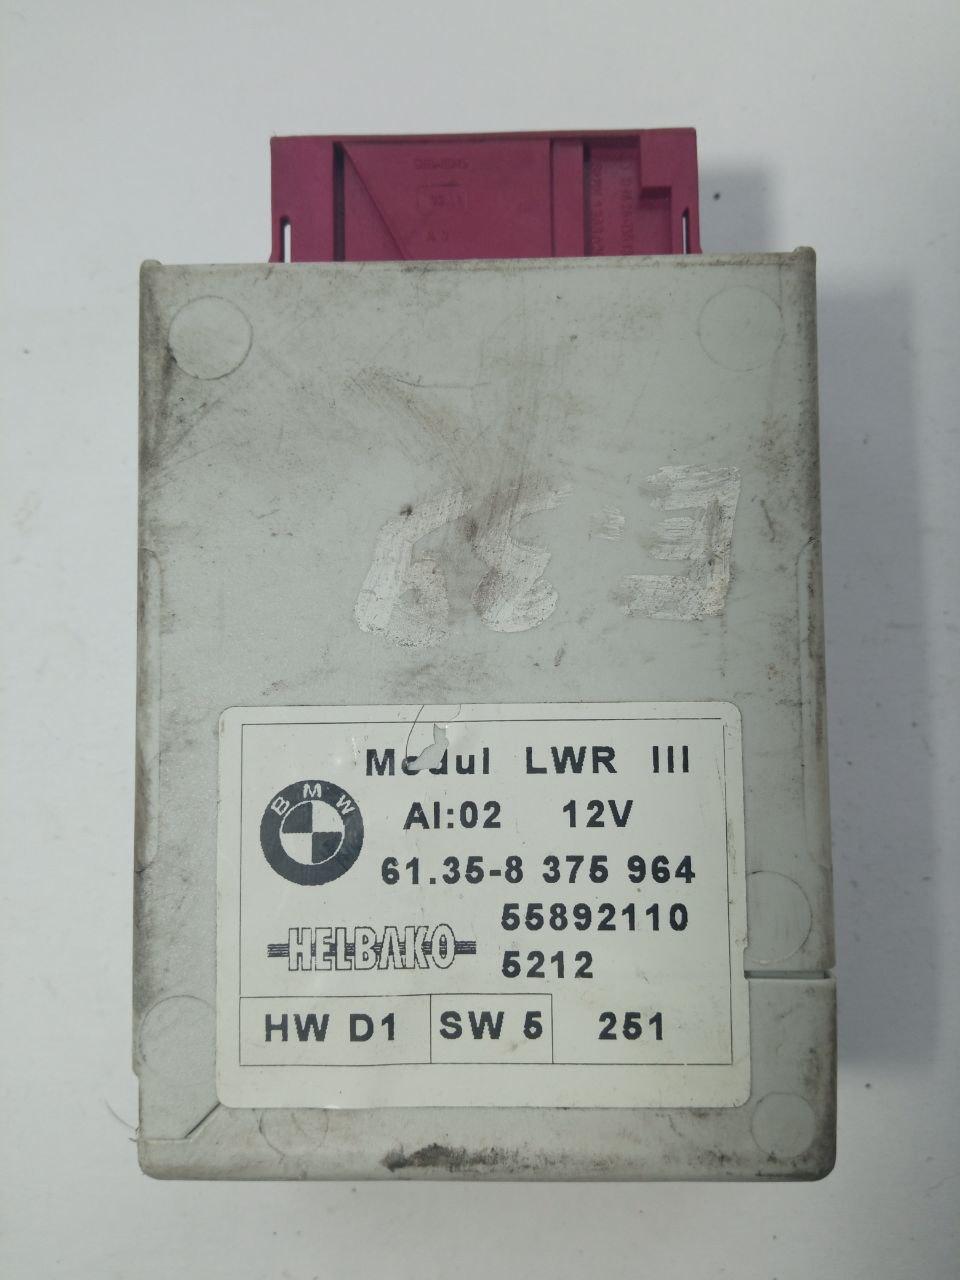 E39
Modul LWR III
BMW
AI:02 12V
61.35-8 375 964
55892110
HELBAKO
5212
HW D1 SW 5 251